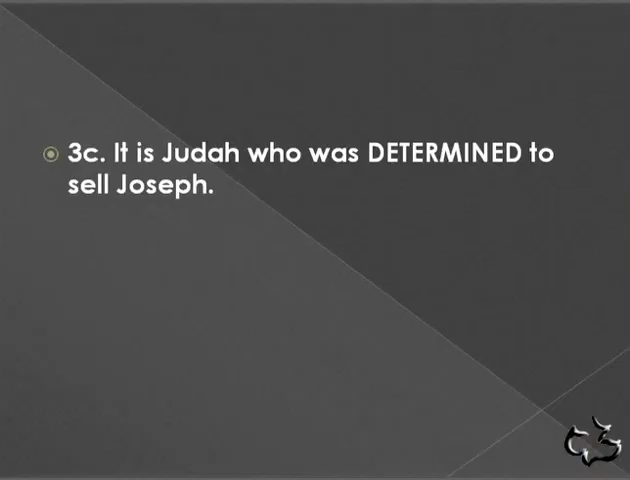 3c. It is Judah who was DETERMINED to
sell Joseph.